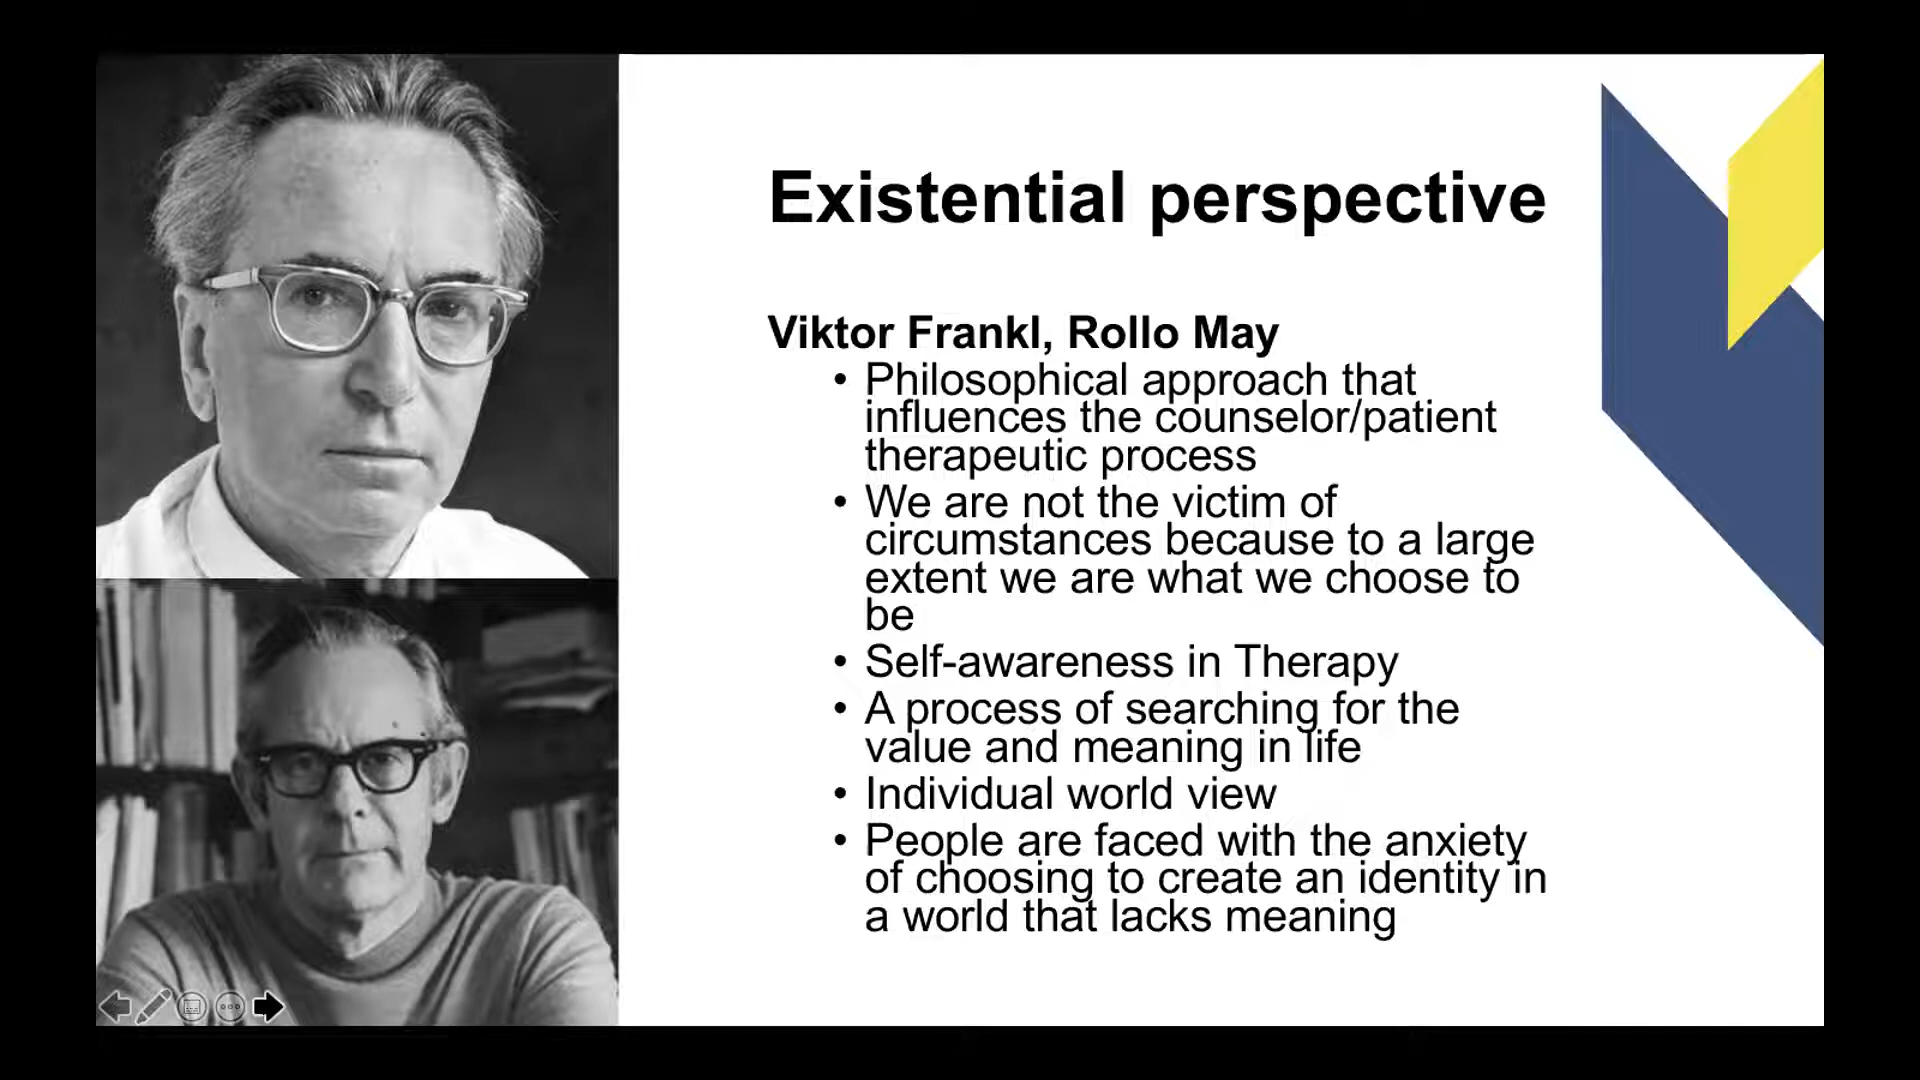 Existential perspective
Viktor Frankl, Rollo May
• Philosophical approach that
influences the counselor/patient
therapeutic process
• We are not the victim of
circumstances because to a large
extent we are what we choose to
be
• Self-awareness in Therapy
• A process of searching for the
value and meaning in life
• Individual world view
• People are faced with the anxiety
of choosing to create an identity in
a world that lacks meaning